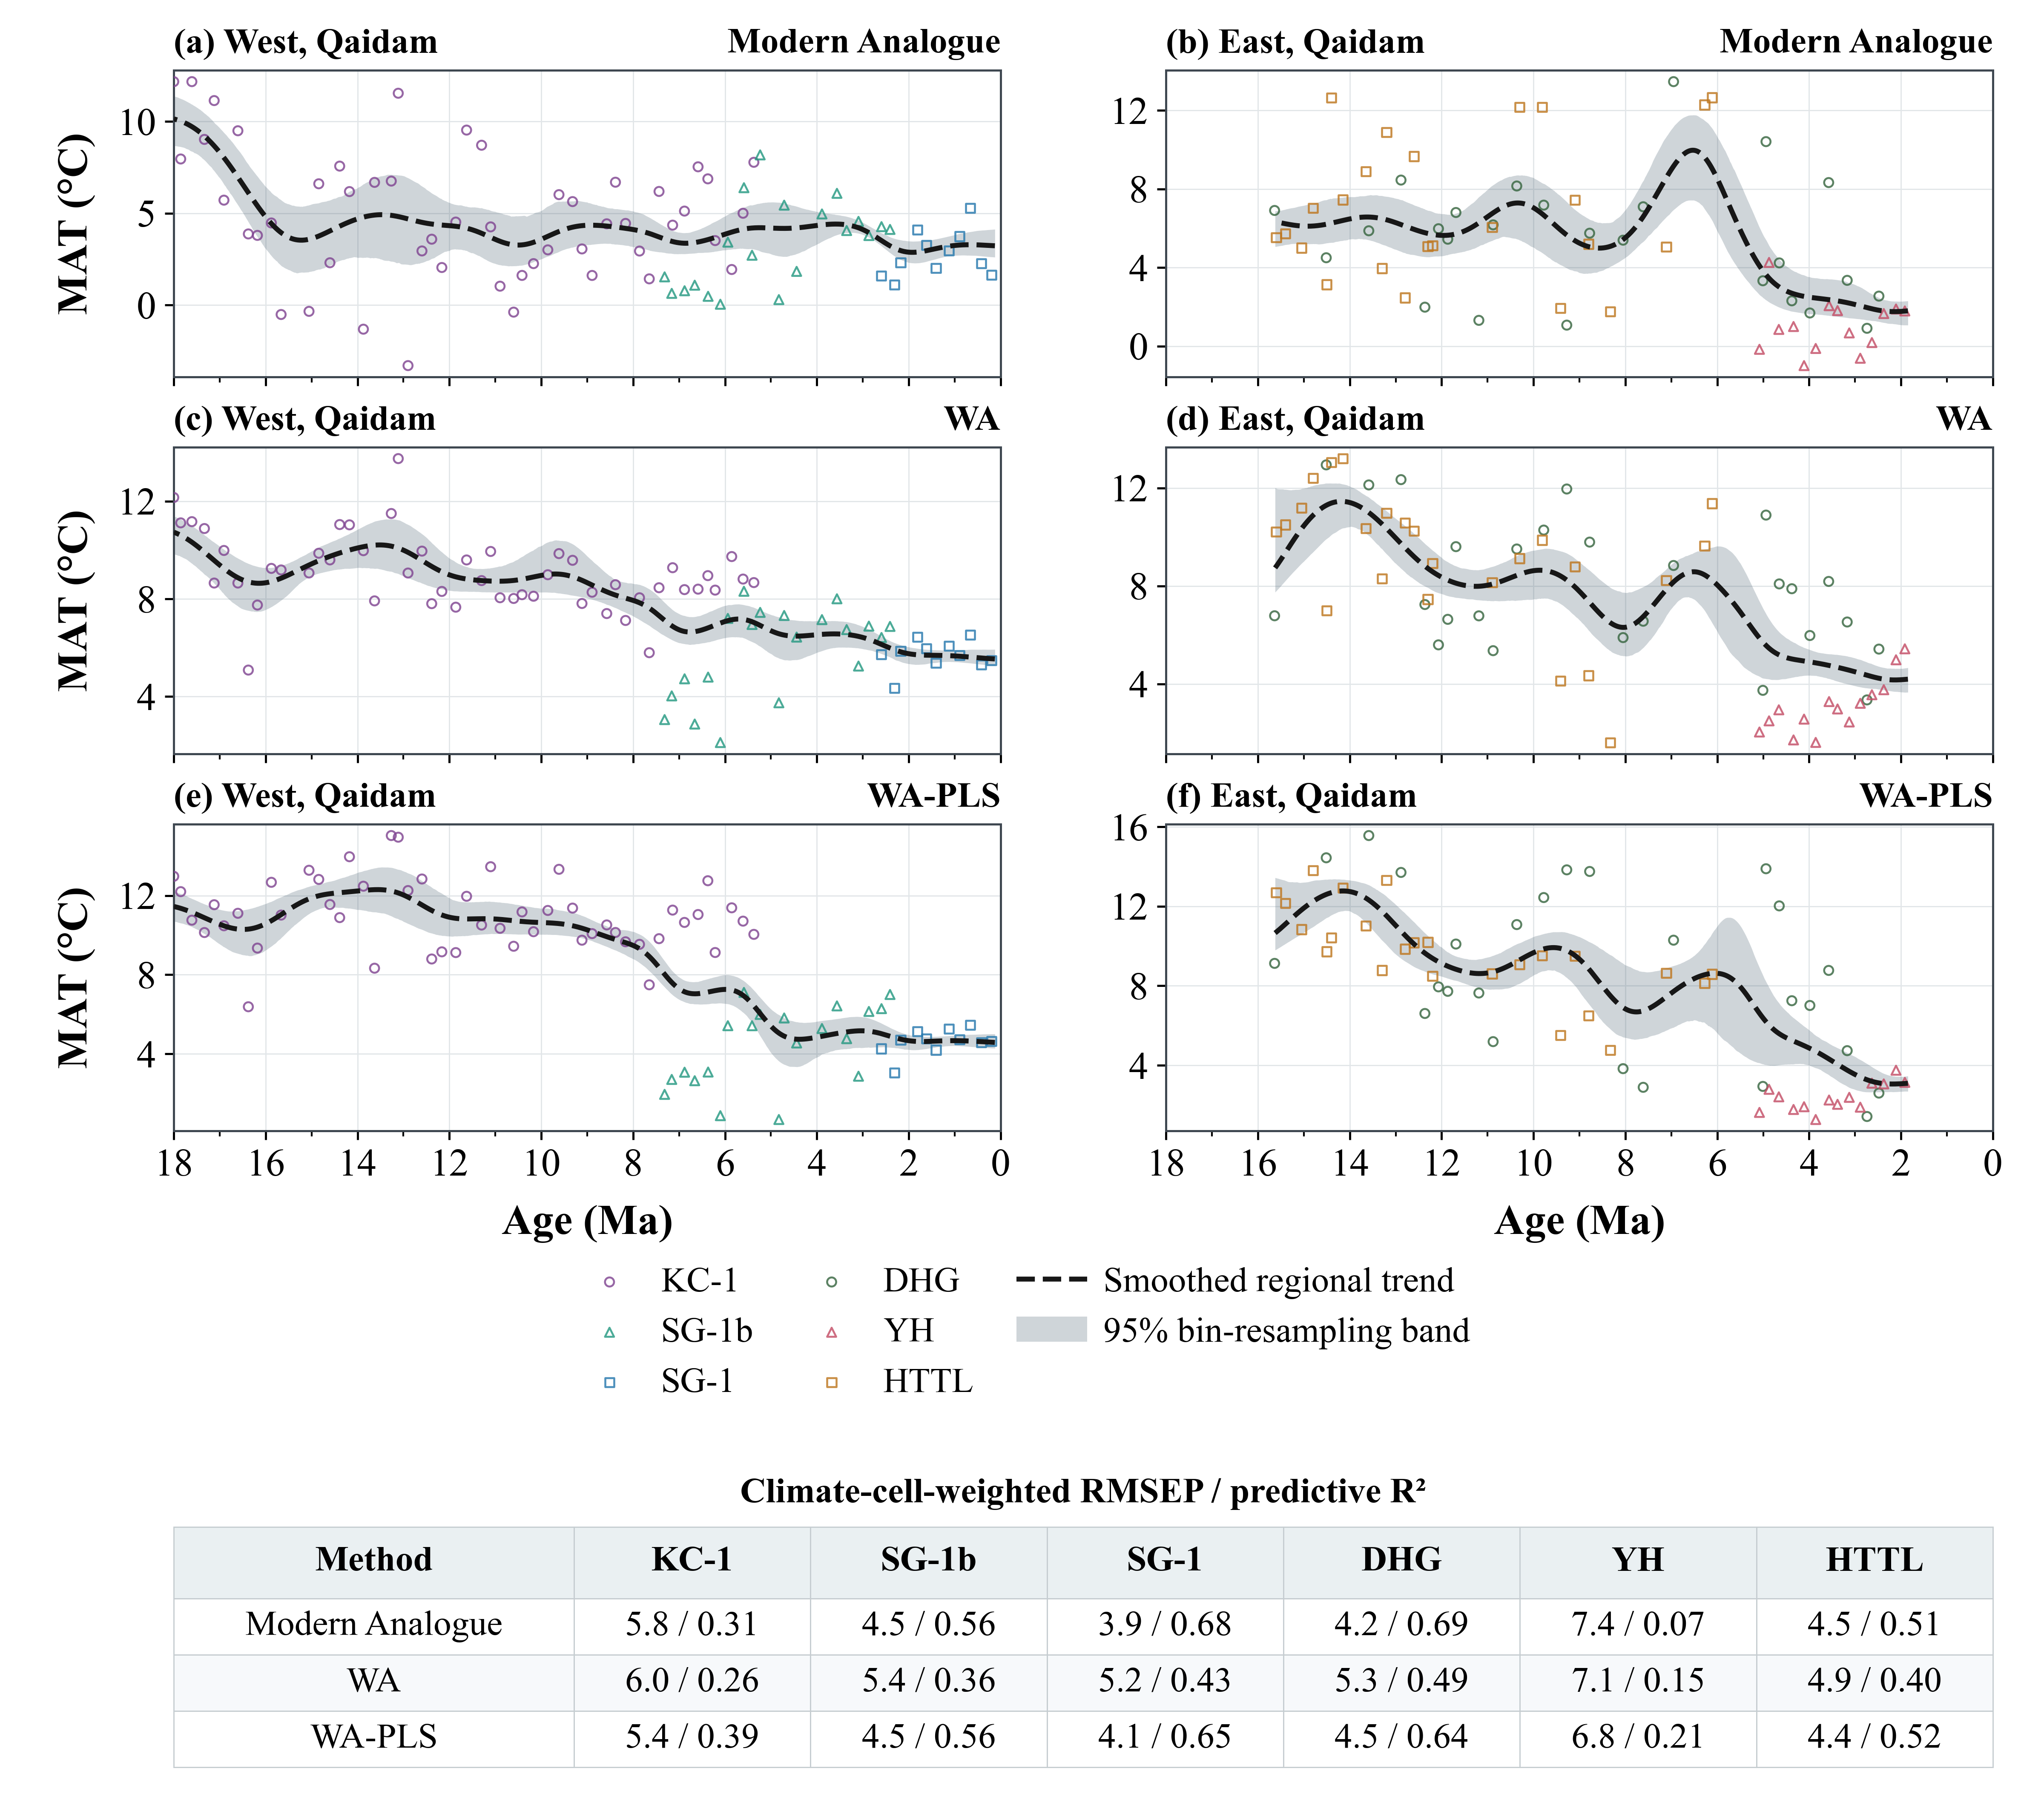 (a) West, Qaidam Modern Analogue
(b) East, Qaidam Modern Analogue
MAT (°C)
10
5
0
12
8
4
0
(c) West, Qaidam WA
(d) East, Qaidam WA
MAT (°C)
12
8
4
12
8
4
(e) West, Qaidam WA-PLS
(f) East, Qaidam WA-PLS
MAT (°C)
12
8
4
16
12
8
4
18 16 14 12 10 8 6 4 2 0
18 16 14 12 10 8 6 4 2 0
Age (Ma)
Age (Ma)
KC-1 DHG Smoothed regional trend
SG-1b YH 95% bin-resampling band
SG-1 HTTL
Climate-cell-weighted RMSEP / predictive R²
Method KC-1 SG-1b SG-1 DHG YH HTTL
Modern Analogue 5.8 / 0.31 4.5 / 0.56 3.9 / 0.68 4.2 / 0.69 7.4 / 0.07 4.5 / 0.51
WA 6.0 / 0.26 5.4 / 0.36 5.2 / 0.43 5.3 / 0.49 7.1 / 0.15 4.9 / 0.40
WA-PLS 5.4 / 0.39 4.5 / 0.56 4.1 / 0.65 4.5 / 0.64 6.8 / 0.21 4.4 / 0.52